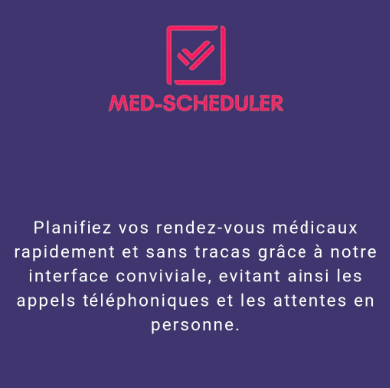 MED-SCHEDULER
Planifiez vos rendez-vous médicaux
rapidement et sans tracas grâce à notre
interface conviviale, evitant ainsi les
appels téléphoniques et les attentes en
personne.